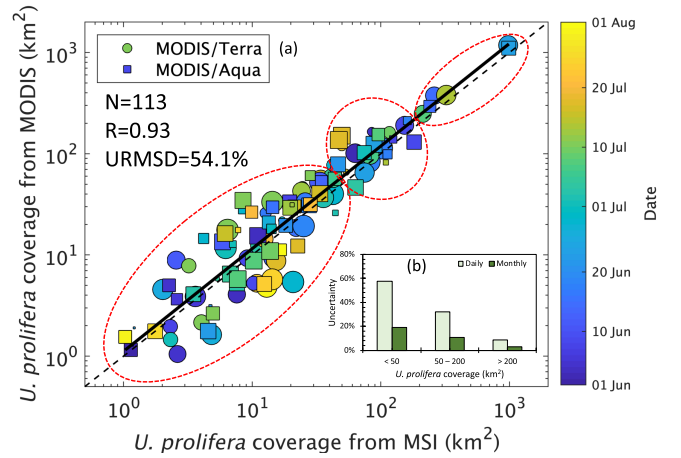 MODIS/Terra (a)
MODIS/Aqua
N=113
R=0.93
URMSD=54.1%
U. prolifera coverage from MODIS (km²)
10³
10²
10¹
10⁰
10⁰ 10¹ 10² 10³
U. prolifera coverage from MSI (km²)
(b)
Daily Monthly
80%
60%
40%
20%
0%
Uncertainty
< 50 50 – 200 > 200
U. prolifera coverage (km²)
01 Aug
20 Jul
10 Jul
01 Jul
20 Jun
10 Jun
01 Jun
Date